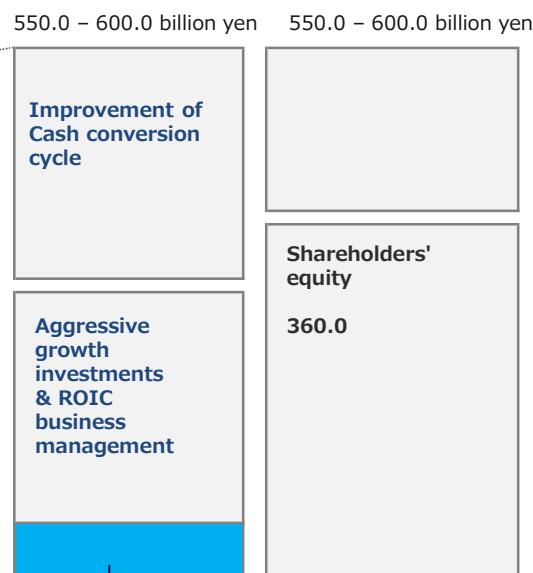 550.0 – 600.0 billion yen
550.0 – 600.0 billion yen
Improvement of
Cash conversion
cycle
Aggressive
growth
investments
& ROIC
business
management
Shareholders'
equity
360.0